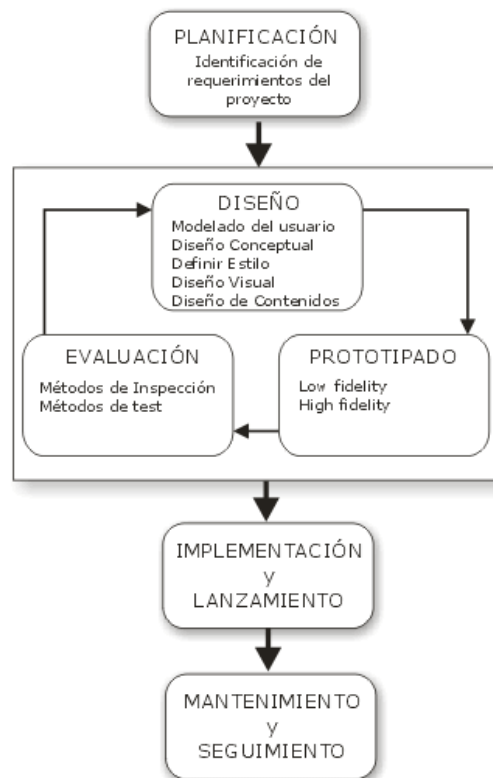 PLANIFICACIÓN
Identificación de
requerimientos del
proyecto
DISEÑO
Modelado del usuario
Diseño Conceptual
Definir Estilo
Diseño Visual
Diseño de Contenidos
EVALUACIÓN
Métodos de Inspección
Métodos de test
PROTOTIPADO
Low fidelity
High fidelity
IMPLEMENTACIÓN
y
LANZAMIENTO
MANTENIMIENTO
y
SEGUIMIENTO